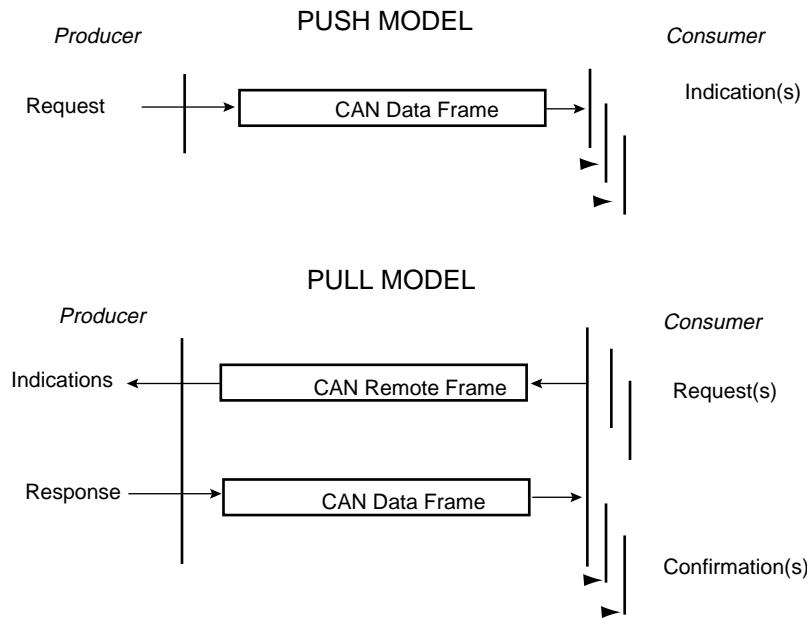 PUSH MODEL
Producer
Consumer
Request
CAN Data Frame
Indication(s)
PULL MODEL
Producer
Consumer
Indications
CAN Remote Frame
Request(s)
Response
CAN Data Frame
Confirmation(s)